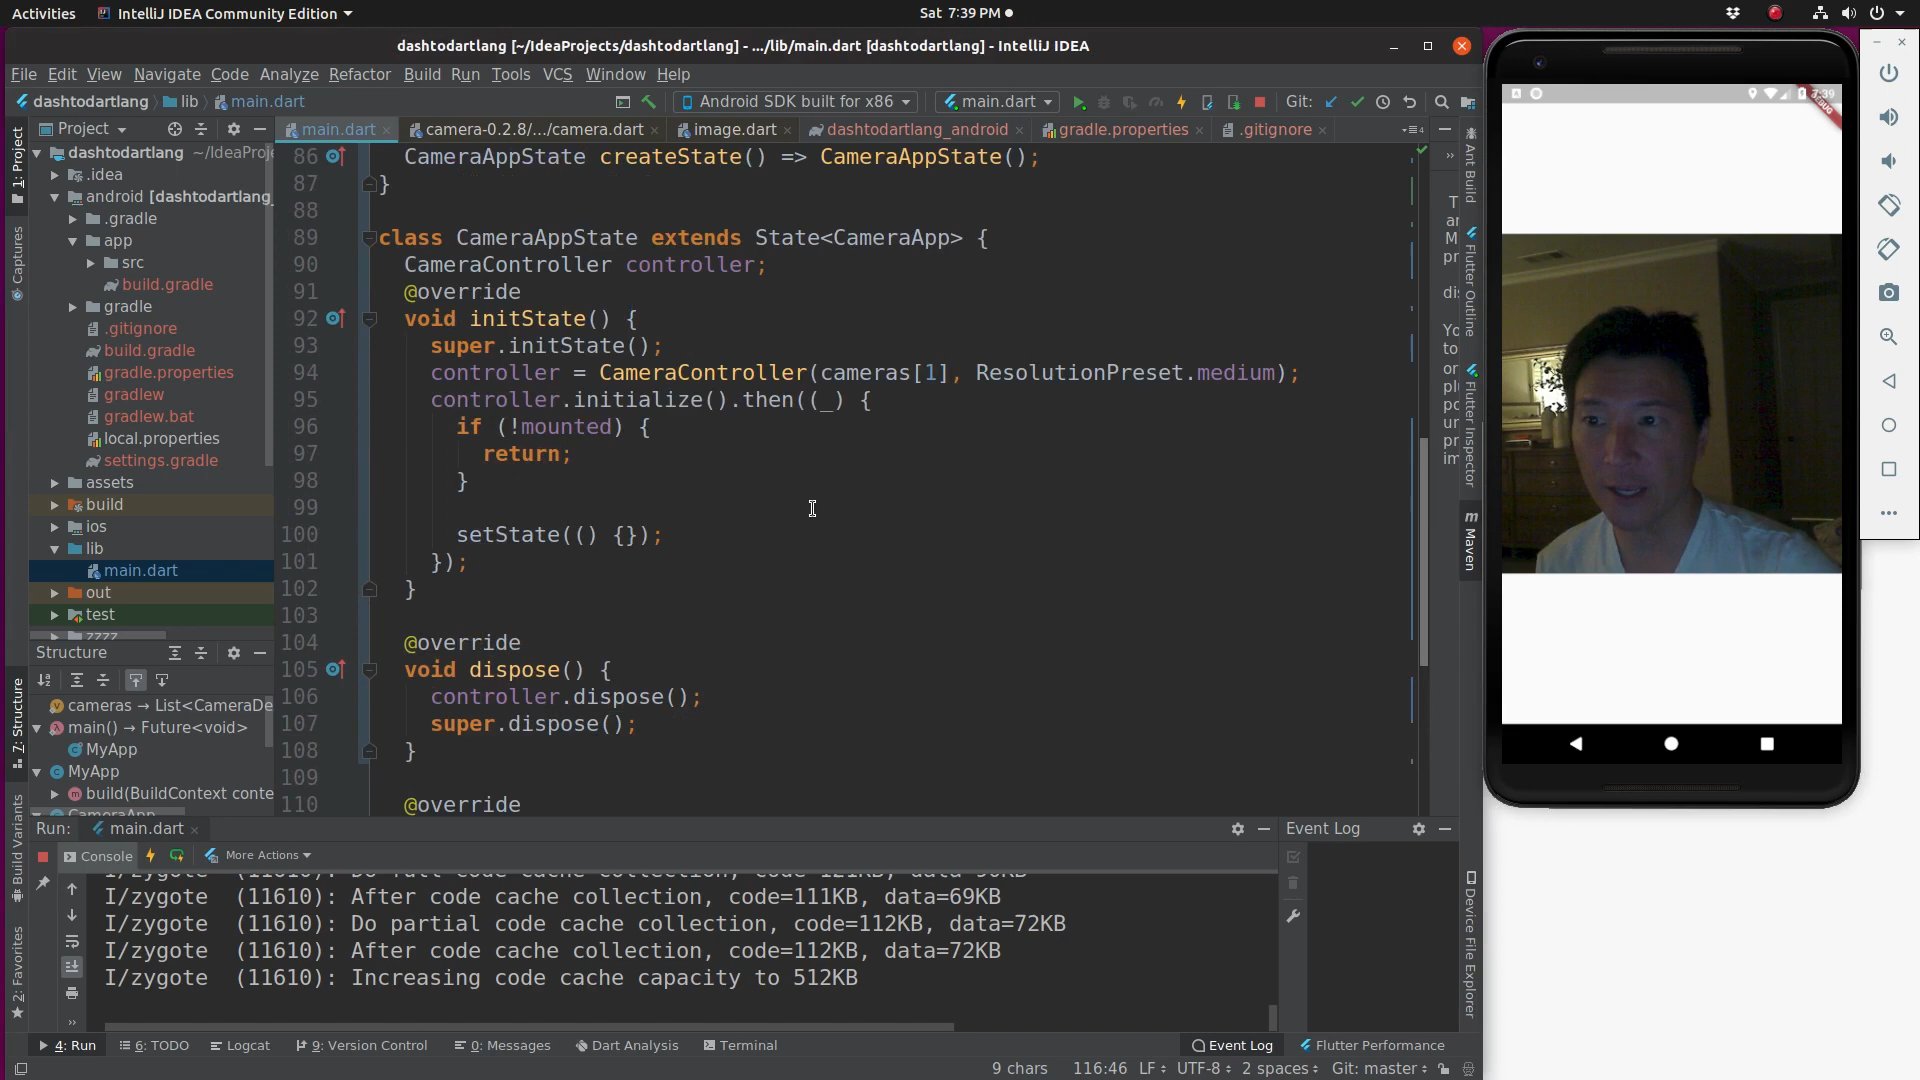 Activities IntelliJ IDEA Community Edition Sat 7:39 PM
dashtodartlang [~/IdeaProjects/dashtodartlang] - .../lib/main.dart [dashtodartlang] - IntelliJ IDEA
File Edit View Navigate Code Analyze Refactor Build Run Tools VCS Window Help
dashtodartlang lib main.dart Android SDK built for x86 main.dart Git:
1: Project
Captures
7: Structure
Build Variants
2: Favorites
Project
dashtodartlang ~/IdeaProje
.idea
android [dashtodartlang_
.gradle
app
src
build.gradle
gradle
.gitignore
build.gradle
gradle.properties
gradlew
gradlew.bat
local.properties
settings.gradle
assets
build
ios
lib
main.dart
out
test
zzzz
Structure
cameras → List<CameraDe
main() → Future<void>
MyApp
MyApp
build(BuildContext conte
CameraApp
main.dart camera-0.2.8/.../camera.dart image.dart dashtodartlang_android gradle.properties .gitignore
86 CameraAppState createState() => CameraAppState();
87 }
88
89 class CameraAppState extends State<CameraApp> {
90 CameraController controller;
91 @override
92 void initState() {
93 super.initState();
94 controller = CameraController(cameras[1], ResolutionPreset.medium);
95 controller.initialize().then((_) {
96 if (!mounted) {
97 return;
98 }
99
100 setState(() {});
101 });
102 }
103
104 @override
105 void dispose() {
106 controller.dispose();
107 super.dispose();
108 }
109
110 @override
Ant Build
Flutter Outline
Flutter Inspector
Maven
Device File Explorer
7:39
Run: main.dart
Console More Actions
I/zygote (11610): After code cache collection, code=111KB, data=69KB
I/zygote (11610): Do partial code cache collection, code=112KB, data=72KB
I/zygote (11610): After code cache collection, code=112KB, data=72KB
I/zygote (11610): Increasing code cache capacity to 512KB
Event Log
4: Run 6: TODO Logcat 9: Version Control 0: Messages Dart Analysis Terminal Event Log Flutter Performance
9 chars 116:46 LF UTF-8 2 spaces Git: master